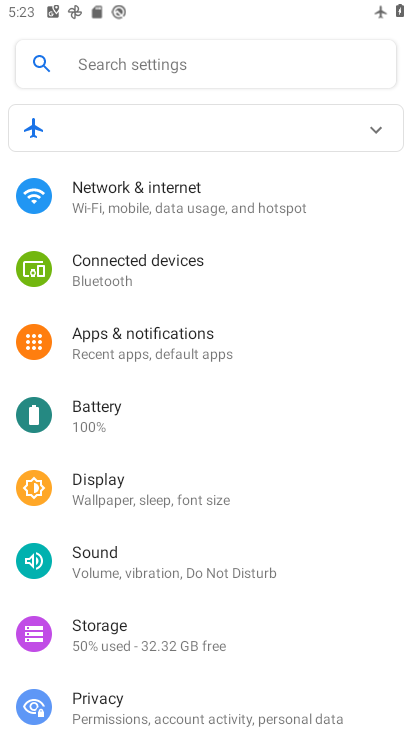 5:23
Search settings
Network & internet
Wi-Fi, mobile, data usage, and hotspot
Connected devices
Bluetooth
Apps & notifications
Recent apps, default apps
Battery
100%
Display
Wallpaper, sleep, font size
Sound
Volume, vibration, Do Not Disturb
Storage
50% used - 32.32 GB free
Privacy
Permissions, account activity, personal data